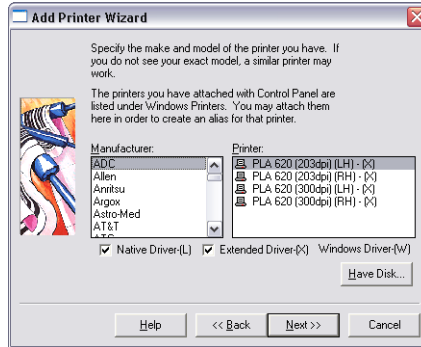 Add Printer Wizard
Specify the make and model of the printer you have. If
you do not see your exact model, a similar printer may
work.
The printers you have attached with Control Panel are
listed under Windows Printers. You may attach them
here in order to create an alias for that printer.
Manufacturer:
Printer:
ADC
Allen
Anritsu
Argox
Astro-Med
AT&T
PLA 620 (203dpi) (LH) - (X)
PLA 620 (203dpi) (RH) - (X)
PLA 620 (300dpi) (LH) - (X)
PLA 620 (300dpi) (RH) - (X)
Native Driver-(L)
Extended Driver-(X)
Windows Driver-(W)
Have Disk...
Help
<< Back
Next >>
Cancel